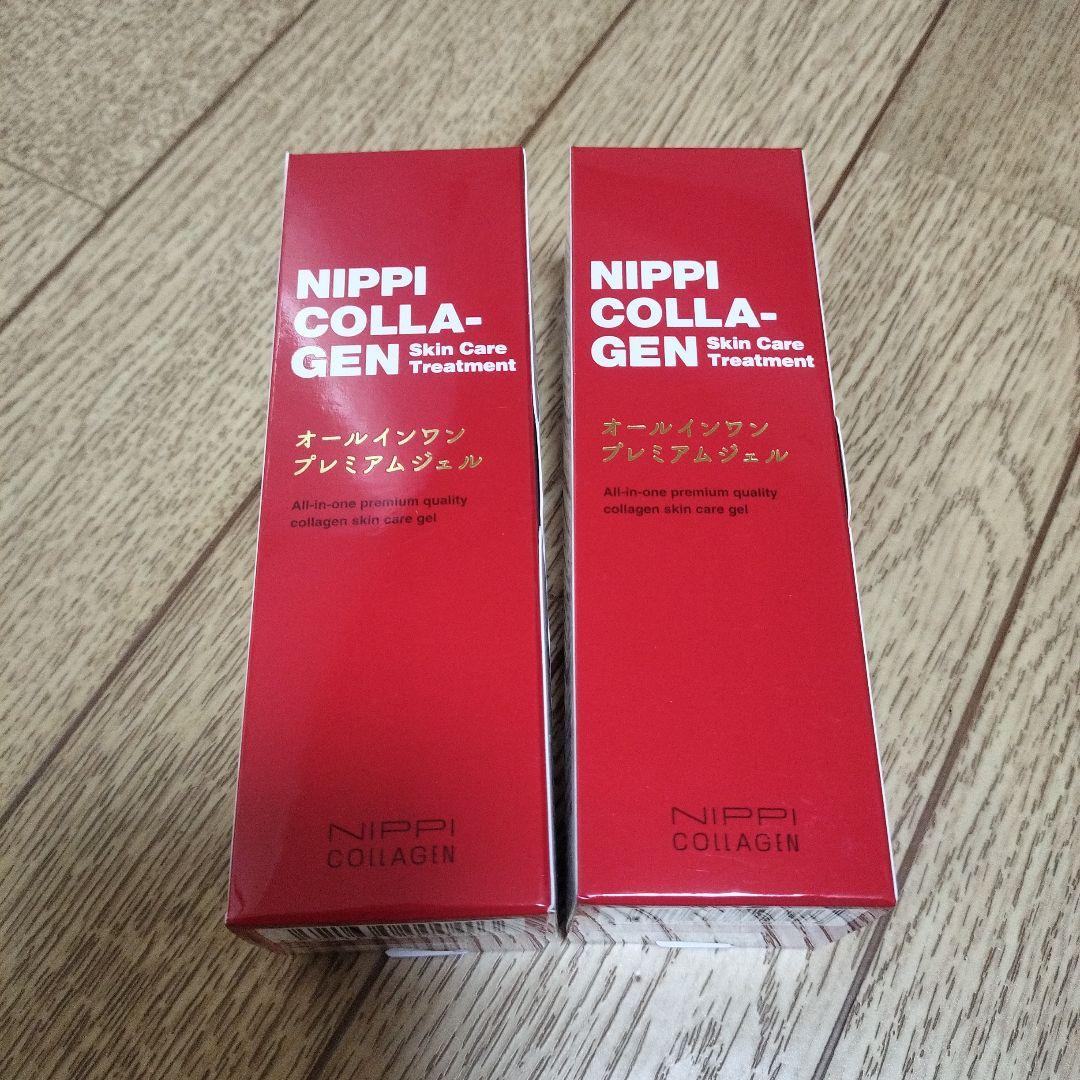 NIPPI
COLLA-
GEN Skin Care
Treatment
オールインワン
プレミアムジェル
All-in-one premium quality
collagen skin care gel
NIPPI
COLLAGEN
NIPPI
COLLA-
GEN Skin Care
Treatment
オールインワン
プレミアムジェル
All-in-one premium quality
collagen skin care gel
NIPPI
COLLAGEN